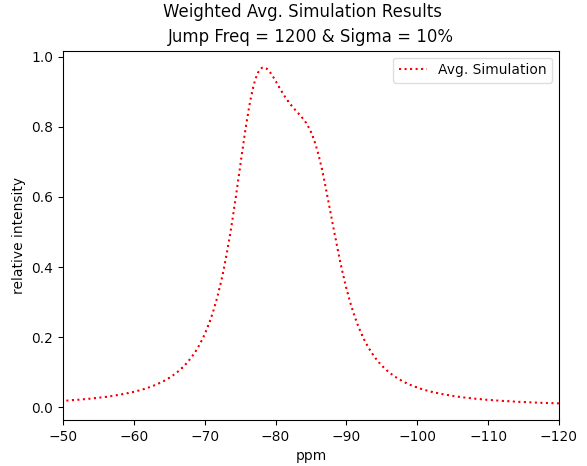 Weighted Avg. Simulation Results
Jump Freq = 1200 & Sigma = 10%
Avg. Simulation
relative intensity
1.0
0.8
0.6
0.4
0.2
0.0
−50
−60
−70
−80
−90
−100
−110
−120
ppm